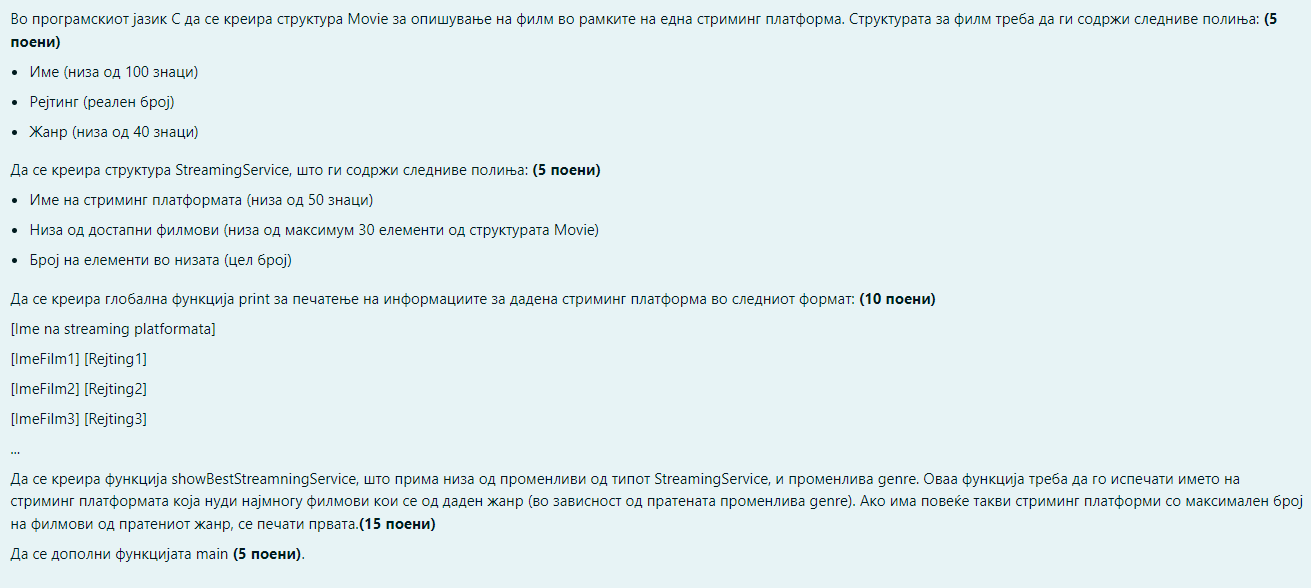 Во програмскиот јазик C да се креира структура Movie за опишување на филм во рамките на една стриминг платформа. Структурата за филм треба да ги содржи следниве полиња: (5
поени)
• Име (низа од 100 знаци)
• Рејтинг (реален број)
• Жанр (низа од 40 знаци)
Да се креира структура StreamingService, што ги содржи следниве полиња: (5 поени)
• Име на стриминг платформата (низа од 50 знаци)
• Низа од достапни филмови (низа од максимум 30 елементи од структурата Movie)
• Број на елементи во низата (цел број)
Да се креира глобална функција print за печатење на информациите за дадена стриминг платформа во следниот формат: (10 поени)
[Ime na streaming platformata]
[ImeFilm1] [Rejting1]
[ImeFilm2] [Rejting2]
[ImeFilm3] [Rejting3]
...
Да се креира функција showBestStreamningService, што прима низа од променливи од типот StreamingService, и променлива genre. Оваа функција треба да го испечати името на
стриминг платформата која нуди најмногу филмови кои се од даден жанр (во зависност од пратената променлива genre). Ако има повеќе такви стриминг платформи со максимален број
на филмови од пратениот жанр, се печати првата.(15 поени)
Да се дополни функцијата main (5 поени).